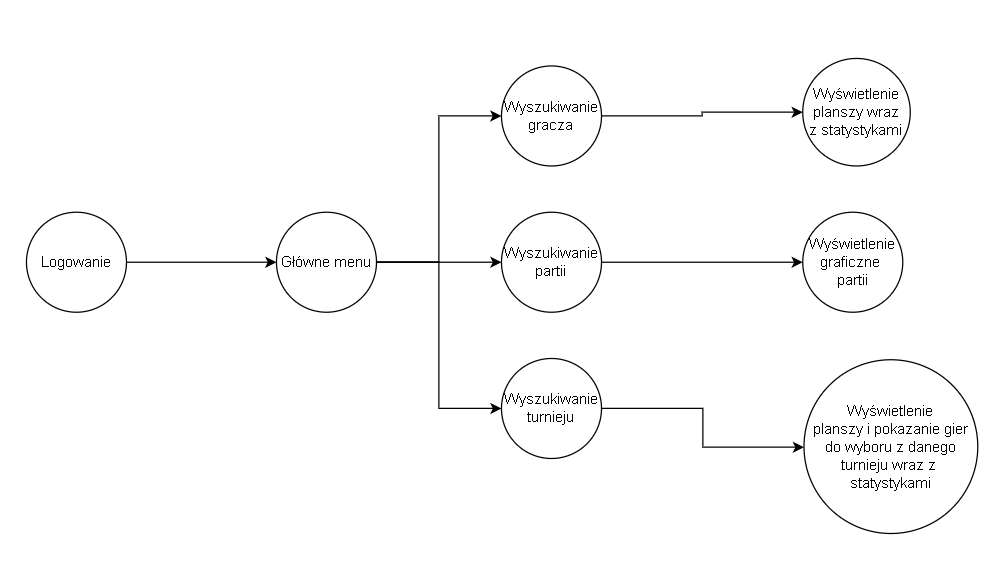 Logowanie
Główne menu
Wyszukiwanie
gracza
Wyświetlenie
planszy wraz
z statystykami
Wyszukiwanie
partii
Wyświetlenie
graficzne
partii
Wyszukiwanie
turnieju
Wyświetlenie
planszy i pokazanie gier
do wyboru z danego
turnieju wraz z
statystykami